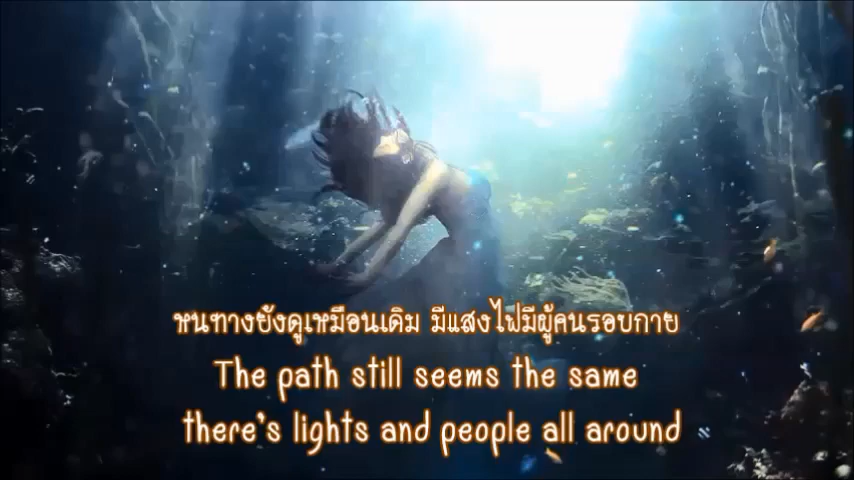 หนทางยังดูเหมือนเดิม มีแสงไฟมีผู้คนรอบกาย
The path still seems the same
there's lights and people all around